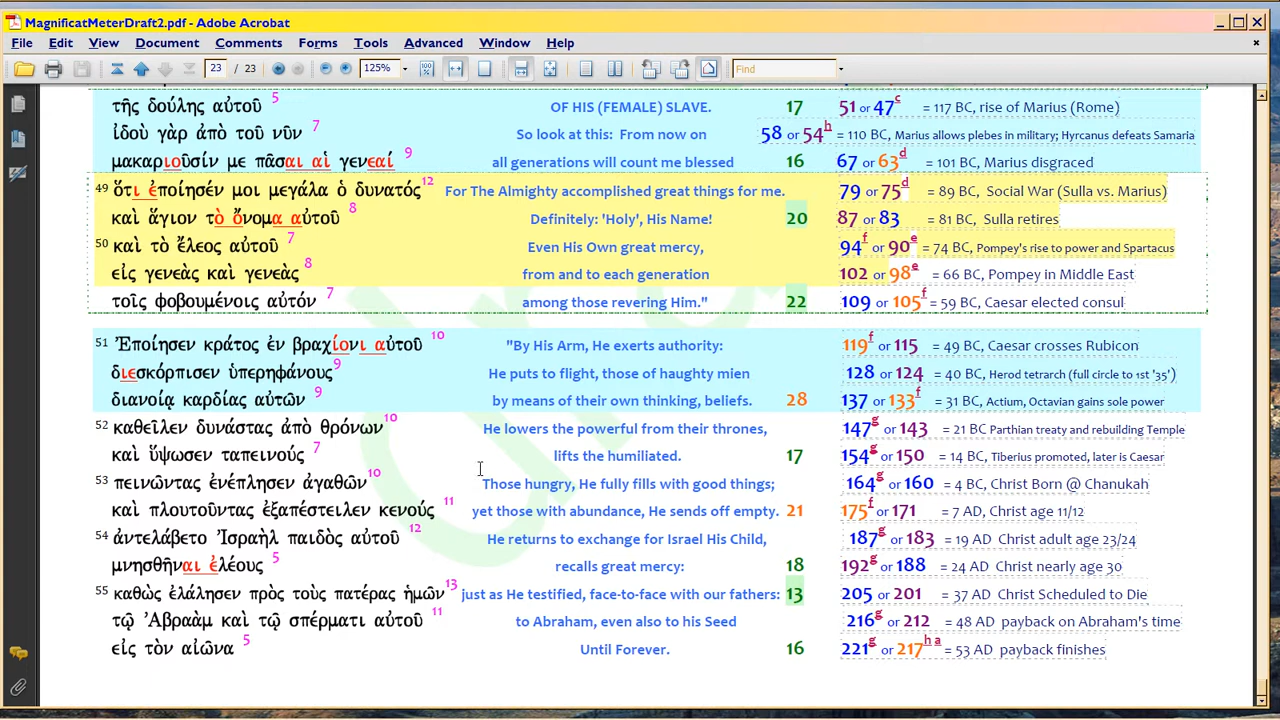 MagnificatMeterDraft2.pdf - Adobe Acrobat
File Edit View Document Comments Forms Tools Advanced Window Help
23 / 23 125% Find
τῆς δούλης αὐτοῦ 5 OF HIS (FEMALE) SLAVE. 17 51 or 47c = 117 BC, rise of Marius (Rome)
ἰδοὺ γὰρ ἀπὸ τοῦ νῦν 7 So look at this: From now on 58 or 54h = 110 BC, Marius allows plebes in military; Hyrcanus defeats Samaria
μακαριοῦσίν με πᾶσαι αἱ γενεαί 9 all generations will count me blessed 16 67 or 63d = 101 BC, Marius disgraced
49 ὅτι ἐποίησέν μοι μεγάλα ὁ δυνατός 12 For The Almighty accomplished great things for me. 79 or 75d = 89 BC, Social War (Sulla vs. Marius)
καὶ ἅγιον τὸ ὄνομα αὐτοῦ 8 Definitely: 'Holy', His Name! 20 87 or 83 = 81 BC, Sulla retires
50 καὶ τὸ ἔλεος αὐτοῦ 7 Even His Own great mercy, 94f or 90e = 74 BC, Pompey's rise to power and Spartacus
εἰς γενεὰς καὶ γενεὰς 8 from and to each generation 102 or 98e = 66 BC, Pompey in Middle East
τοῖς φοβουμένοις αὐτόν 7 among those revering Him." 22 109 or 105f = 59 BC, Caesar elected consul
51 Ἐποίησεν κράτος ἐν βραχίονι αὐτοῦ 10 "By His Arm, He exerts authority: 119f or 115 = 49 BC, Caesar crosses Rubicon
διεσκόρπισεν ὑπερηφάνους 9 He puts to flight, those of haughty mien 128 or 124 = 40 BC, Herod tetrarch (full circle to 1st '35')
διανοίᾳ καρδίας αὐτῶν 9 by means of their own thinking, beliefs. 28 137 or 133f = 31 BC, Actium, Octavian gains sole power
52 καθεῖλεν δυνάστας ἀπὸ θρόνων 10 He lowers the powerful from their thrones, 147g or 143 = 21 BC Parthian treaty and rebuilding Temple
καὶ ὕψωσεν ταπεινούς 7 lifts the humiliated. 17 154g or 150 = 14 BC, Tiberius promoted, later is Caesar
53 πεινῶντας ἐνέπλησεν ἀγαθῶν 10 Those hungry, He fully fills with good things; 164g or 160 = 4 BC, Christ Born @ Chanukah
καὶ πλουτοῦντας ἐξαπέστειλεν κενούς 11 yet those with abundance, He sends off empty. 21 175f or 171 = 7 AD, Christ age 11/12
54 ἀντελάβετο Ἰσραὴλ παιδὸς αὐτοῦ 12 He returns to exchange for Israel His Child, 187g or 183 = 19 AD Christ adult age 23/24
μνησθῆναι ἐλέους 5 recalls great mercy: 18 192g or 188 = 24 AD Christ nearly age 30
55 καθὼς ἐλάλησεν πρὸς τοὺς πατέρας ἡμῶν 13 just as He testified, face-to-face with our fathers: 13 205 or 201 = 37 AD Christ Scheduled to Die
τῷ Ἀβραὰμ καὶ τῷ σπέρματι αὐτοῦ 11 to Abraham, even also to his Seed 216g or 212 = 48 AD payback on Abraham's time
εἰς τὸν αἰῶνα 5 Until Forever. 16 221g or 217h a = 53 AD payback finishes